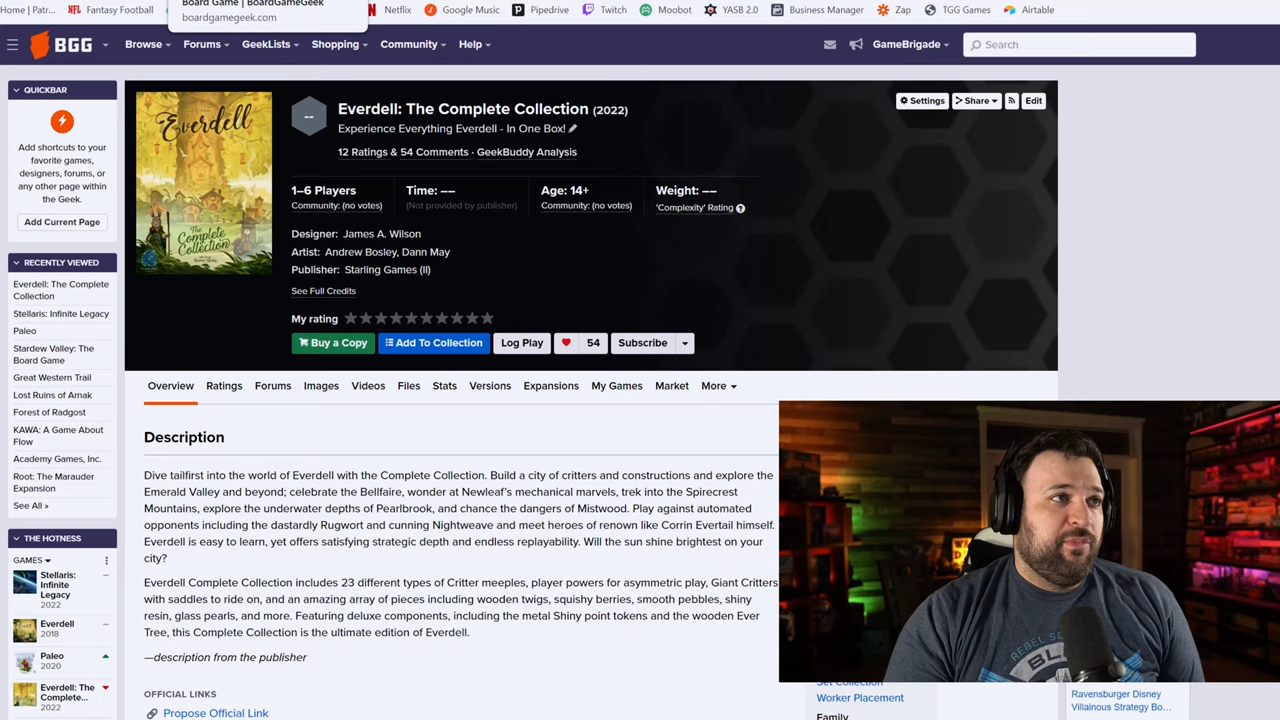 Board Game | BoardGameGeek
boardgamegeek.com
Home | Patr...
NFL Fantasy Football
Netflix
Google Music
Pipedrive
Twitch
Moobot
YASB 2.0
Business Manager
Zap
TGG Games
Airtable
BGG
Browse
Forums
GeekLists
Shopping
Community
Help
GameBrigade
Search
QUICKBAR
Add shortcuts to your
favorite games,
designers, forums, or
any other page within
the Geek.
Add Current Page
RECENTLY VIEWED
Everdell: The Complete
Collection
Stellaris: Infinite Legacy
Paleo
Stardew Valley: The
Board Game
Great Western Trail
Lost Ruins of Arnak
Forest of Radgost
KAWA: A Game About
Flow
Academy Games, Inc.
Root: The Marauder
Expansion
See All »
THE HOTNESS
GAMES
Stellaris:
Infinite
Legacy
2022
Everdell
2018
Paleo
2020
Everdell: The
Complete...
2022
Everdell
The
Complete
Collection
--
Everdell: The Complete Collection (2022)
Experience Everything Everdell - In One Box!
12 Ratings & 54 Comments · GeekBuddy Analysis
Settings
Share
Edit
1–6 Players
Community: (no votes)
Time: ––
(Not provided by publisher)
Age: 14+
Community: (no votes)
Weight: ––
'Complexity' Rating ?
Designer: James A. Wilson
Artist: Andrew Bosley, Dann May
Publisher: Starling Games (II)
See Full Credits
My rating
Buy a Copy
Add To Collection
Log Play
54
Subscribe
Overview
Ratings
Forums
Images
Videos
Files
Stats
Versions
Expansions
My Games
Market
More
Description
Dive tailfirst into the world of Everdell with the Complete Collection. Build a city of critters and constructions and explore the
Emerald Valley and beyond; celebrate the Bellfaire, wonder at Newleaf's mechanical marvels, trek into the Spirecrest
Mountains, explore the underwater depths of Pearlbrook, and chance the dangers of Mistwood. Play against automated
opponents including the dastardly Rugwort and cunning Nightweave and meet heroes of renown like Corrin Evertail himself.
Everdell is easy to learn, yet offers satisfying strategic depth and endless replayability. Will the sun shine brightest on your
city?
Everdell Complete Collection includes 23 different types of Critter meeples, player powers for asymmetric play, Giant Critters
with saddles to ride on, and an amazing array of pieces including wooden twigs, squishy berries, smooth pebbles, shiny
resin, glass pearls, and more. Featuring deluxe components, including the metal Shiny point tokens and the wooden Ever
Tree, this Complete Collection is the ultimate edition of Everdell.
—description from the publisher
OFFICIAL LINKS
Propose Official Link
Set Collection
Worker Placement
Family
Ravensburger Disney
Villainous Strategy Bo...
REBEL
BL